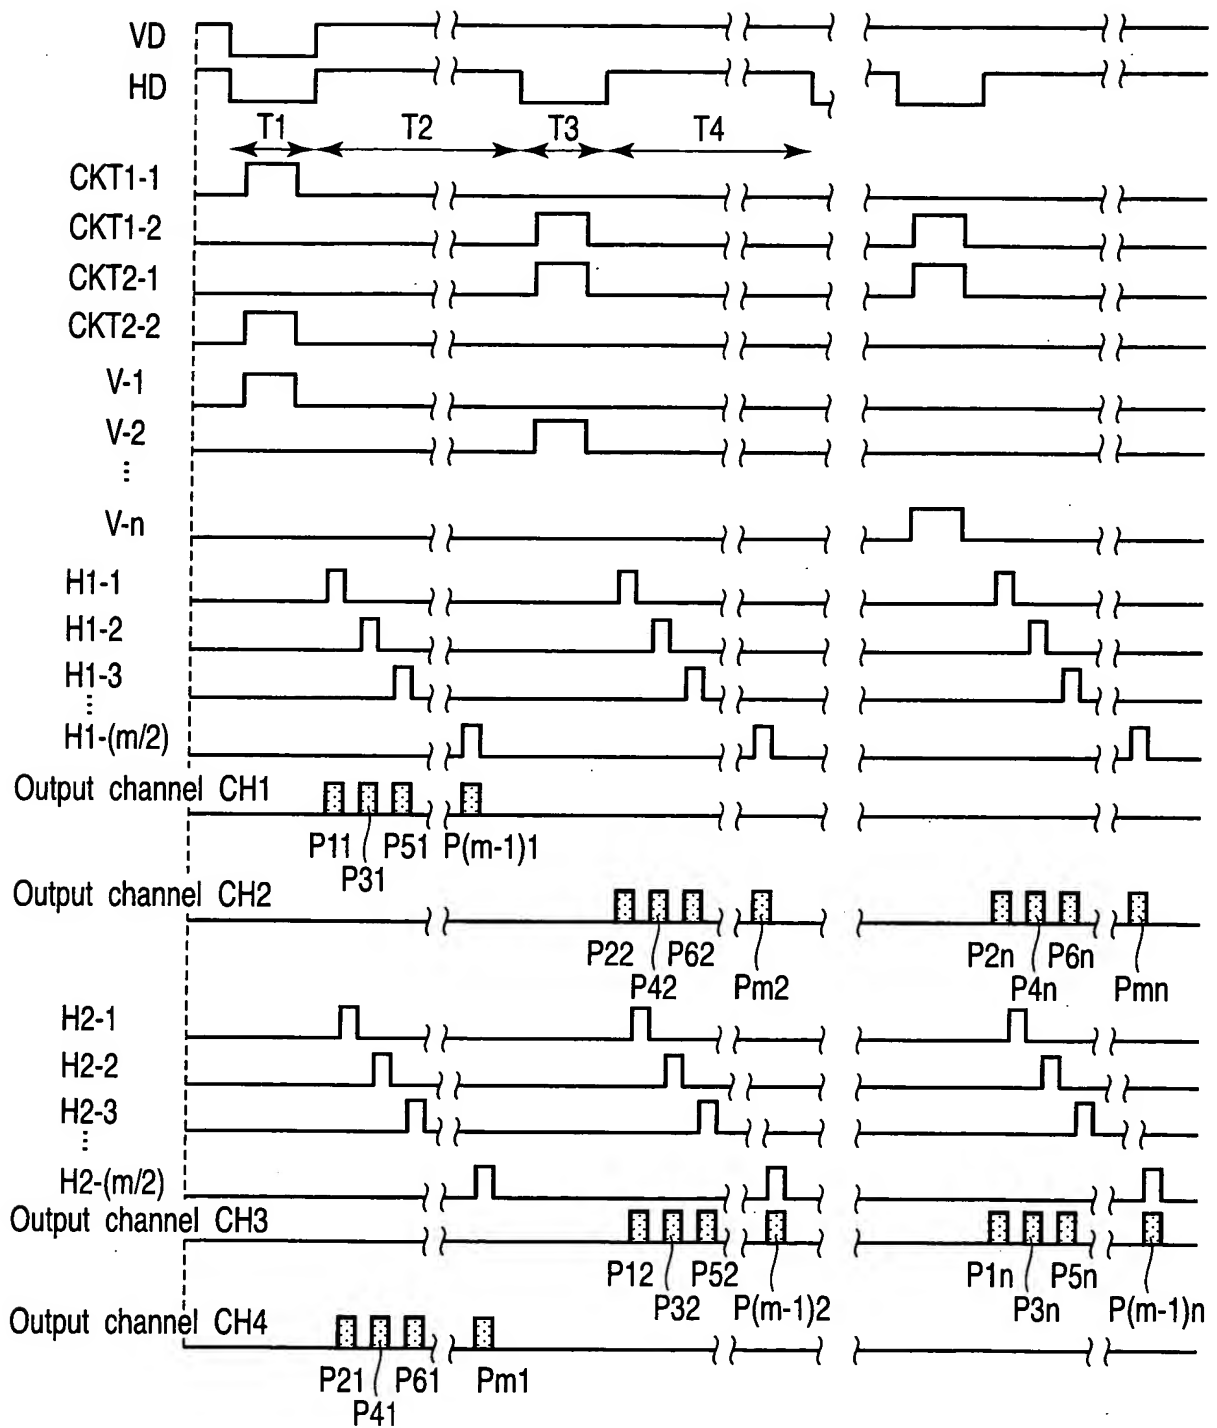 VD
HD
T1 T2 T3 T4
CKT1-1
CKT1-2
CKT2-1
CKT2-2
V-1
V-2
⋮
V-n
H1-1
H1-2
H1-3
⋮
H1-(m/2)
Output channel CH1
P11 P51 P(m-1)1
P31
Output channel CH2
P22 P62 P2n P6n
P42 Pm2 P4n Pmn
H2-1
H2-2
H2-3
⋮
H2-(m/2)
Output channel CH3
P12 P52 P1n P5n
P32 P(m-1)2 P3n P(m-1)n
Output channel CH4
P21 P61 Pm1
P41